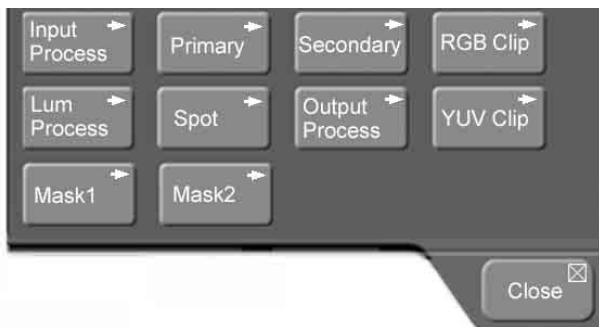 Input
Process
Primary
Secondary
RGB Clip
Lum
Process
Spot
Output
Process
YUV Clip
Mask1
Mask2
Close